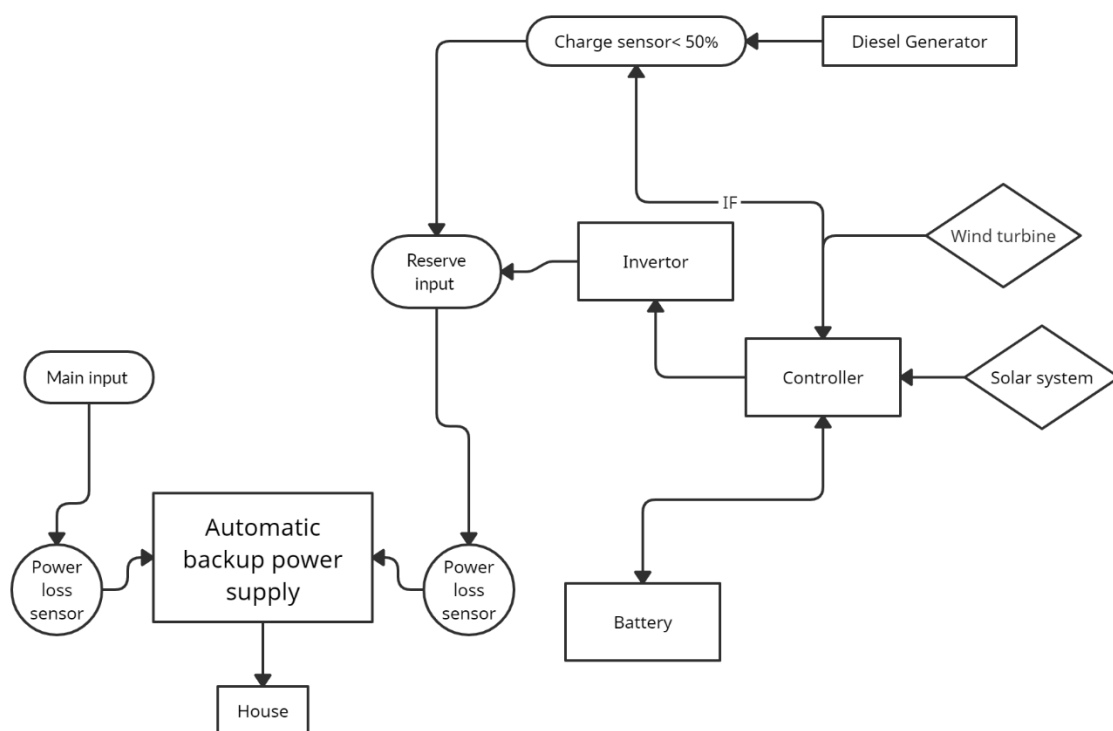 Charge sensor< 50%
Diesel Generator
IF
Wind turbine
Reserve
input
Invertor
Main input
Controller
Solar system
Automatic
backup power
supply
Power
loss
sensor
Power
loss
sensor
Battery
House